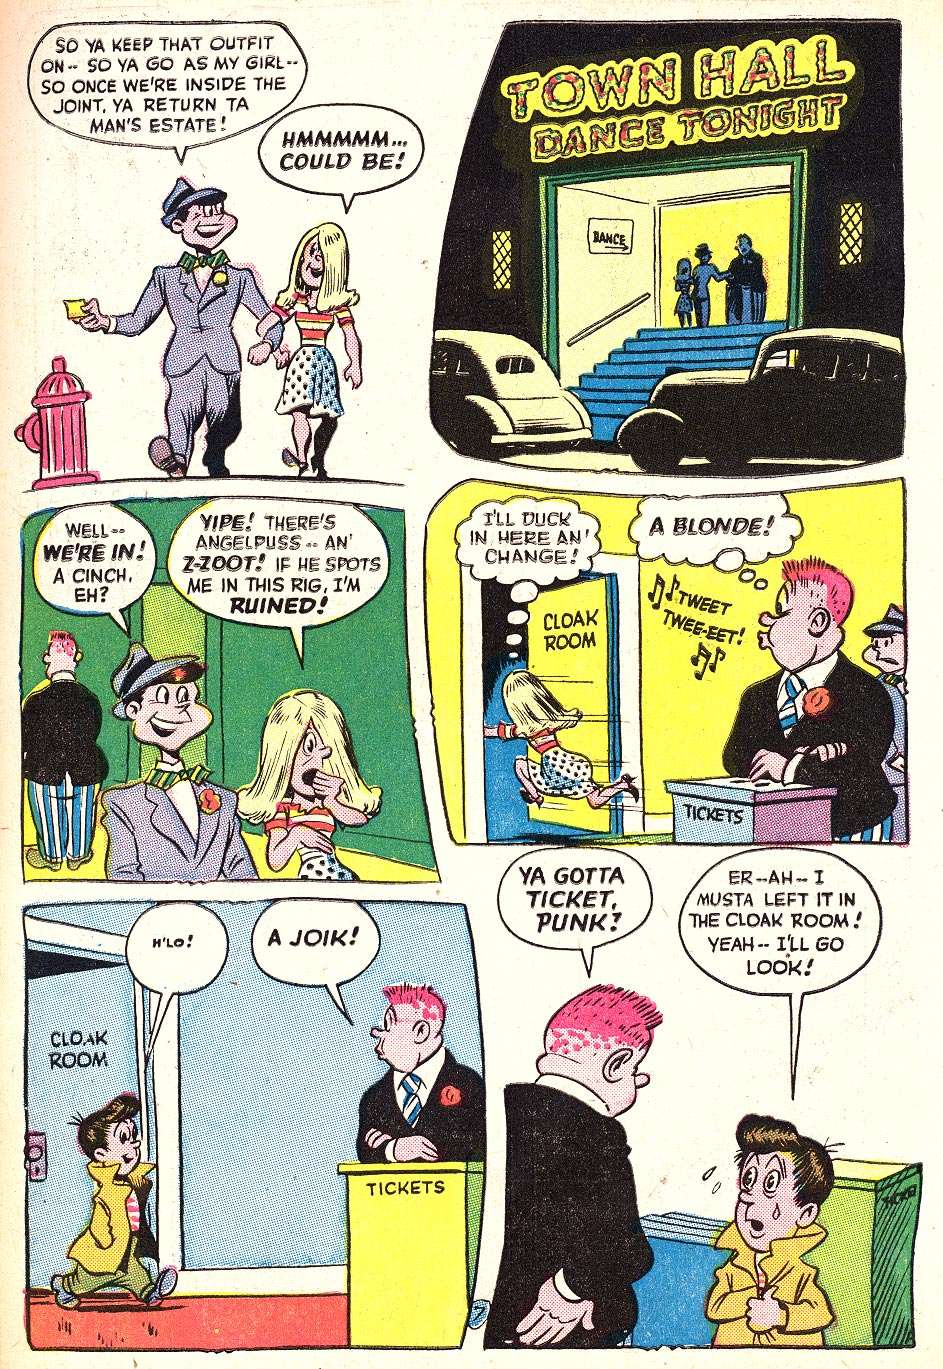 SO YA KEEP THAT OUTFIT
ON-- SO YA GO AS MY GIRL--
SO ONCE WE'RE INSIDE THE
JOINT, YA RETURN TA
MAN'S ESTATE!
HMMMMM...
COULD BE!
TOWN HALL
DANCE TONIGHT
DANCE
WELL--
WE'RE IN!
A CINCH,
EH?
YIPE! THERE'S
ANGELPUSS -- AN'
Z-ZOOT! IF HE SPOTS
ME IN THIS RIG, I'M
RUINED!
I'LL DUCK
IN HERE AN'
CHANGE!
A BLONDE!
CLOAK
ROOM
TWEET
TWEE-EET!
TICKETS
H'LO!
A JOIK!
CLOAK
ROOM
TICKETS
YA GOTTA
TICKET,
PUNK?
ER--AH-- I
MUSTA LEFT IT IN
THE CLOAK ROOM!
YEAH-- I'LL GO
LOOK!